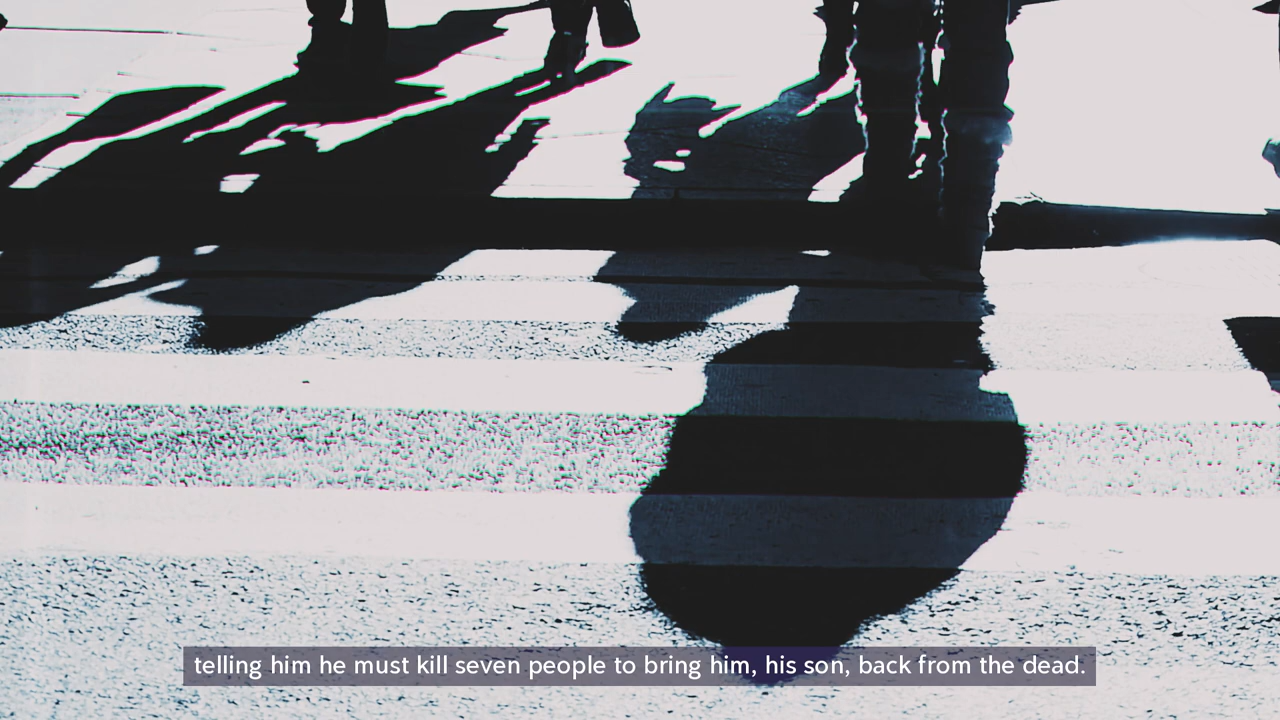 telling him he must kill seven people to bring him, his son, back from the dead.